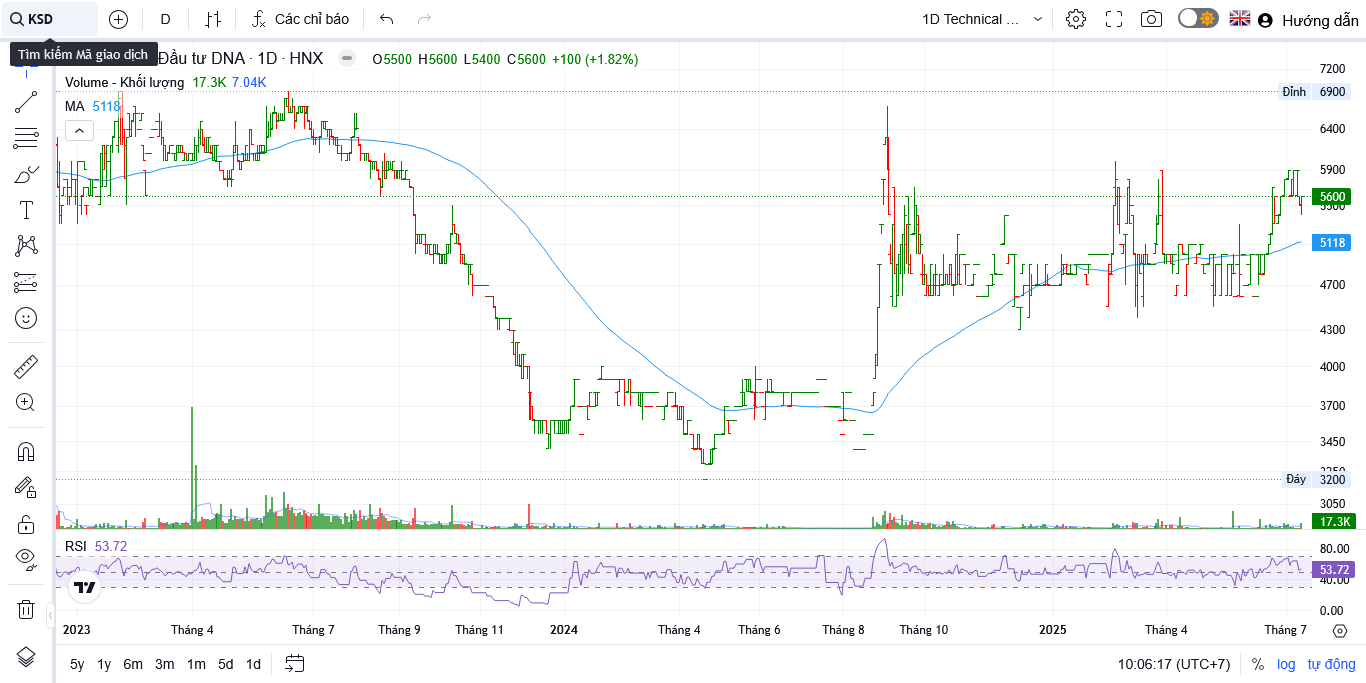 KSD
D
Các chỉ báo
1D Technical ...
Hướng dẫn
Tìm kiếm Mã giao dịch
Đầu tư DNA · 1D · HNX
O5500 H5600 L5400 C5600 +100 (+1.82%)
Volume - Khối lượng 17.3K 7.04K
MA 5118
7200
Đỉnh 6900
6400
5900
5600
5500
5118
4700
4300
4000
3700
3450
3250
Đáy 3200
3050
17.3K
RSI 53.72
80.00
53.72
40.00
0.00
2023 Tháng 4 Tháng 7 Tháng 9 Tháng 11 2024 Tháng 4 Tháng 6 Tháng 8 Tháng 10 2025 Tháng 4 Tháng 7
5y 1y 6m 3m 1m 5d 1d
10:06:17 (UTC+7) % log tự động